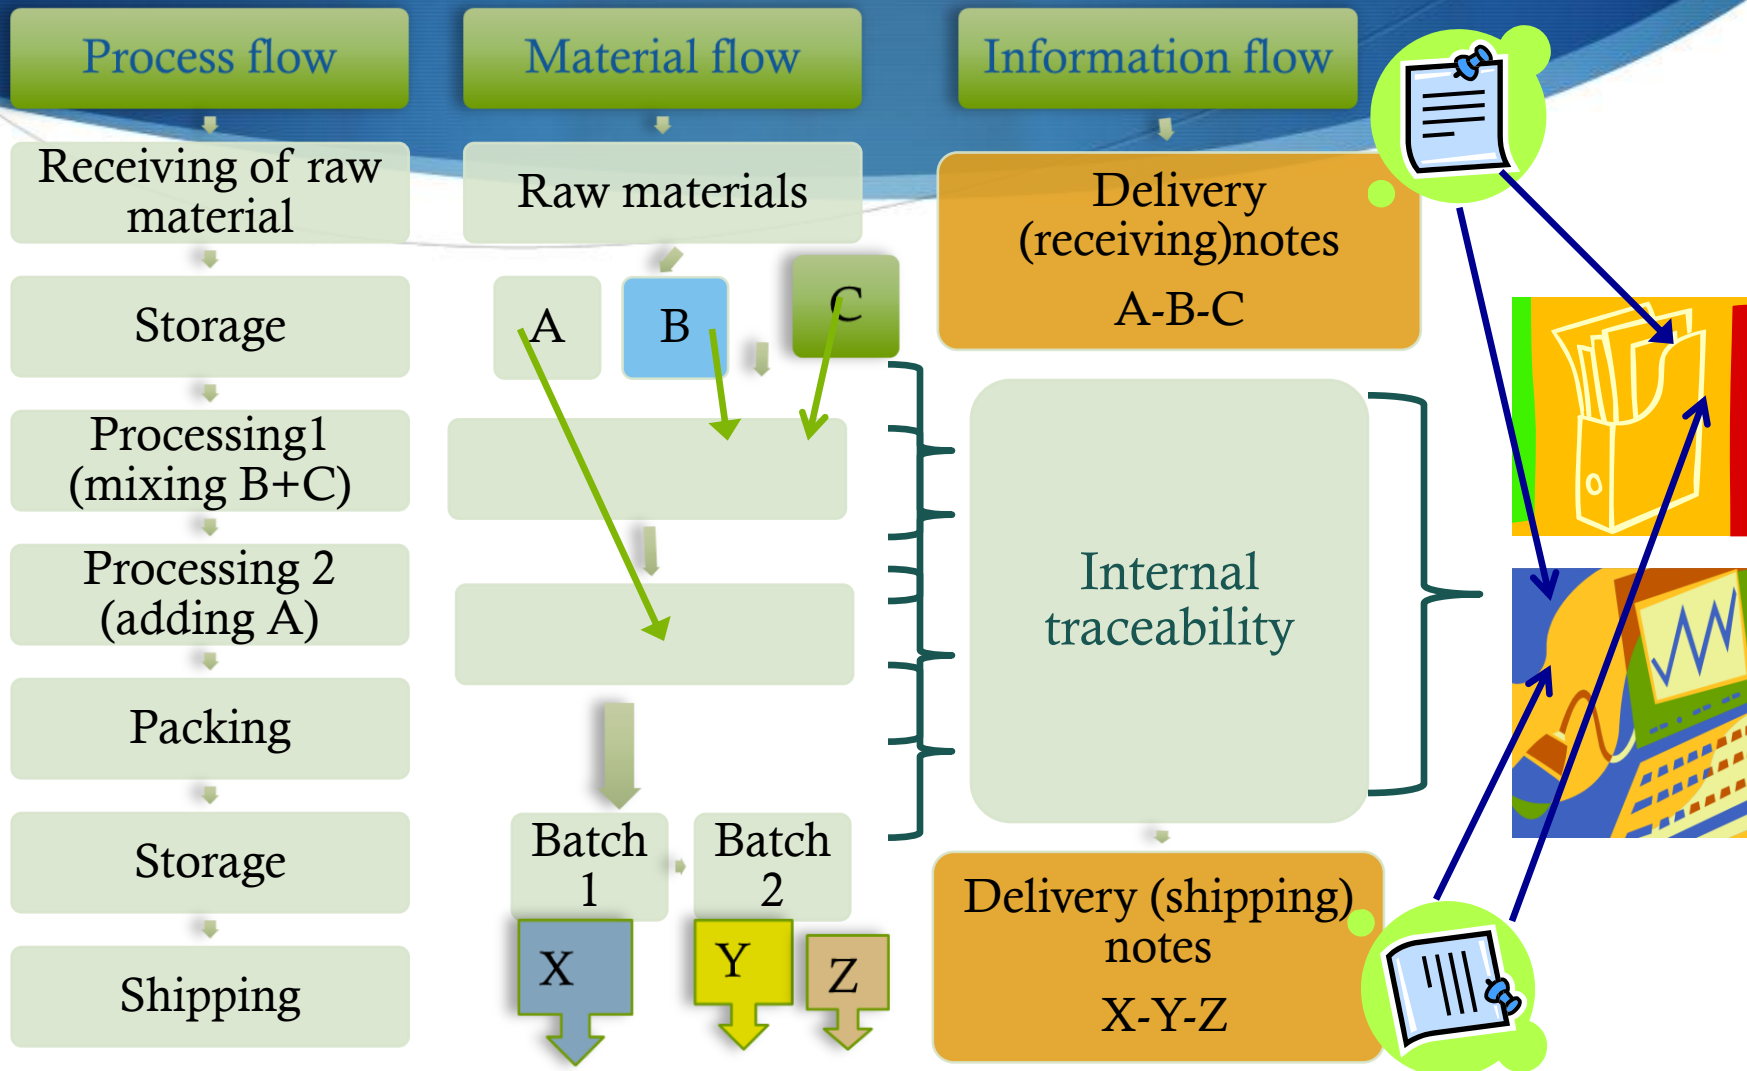 Process flow
Receiving of raw
material
Storage
Processing1
(mixing B+C)
Processing 2
(adding A)
Packing
Storage
Shipping
Material flow
Raw materials
A
B
C
Batch
1
Batch
2
X
Y
Z
Information flow
Delivery
(receiving)notes
A-B-C
Internal
traceability
Delivery (shipping)
notes
X-Y-Z